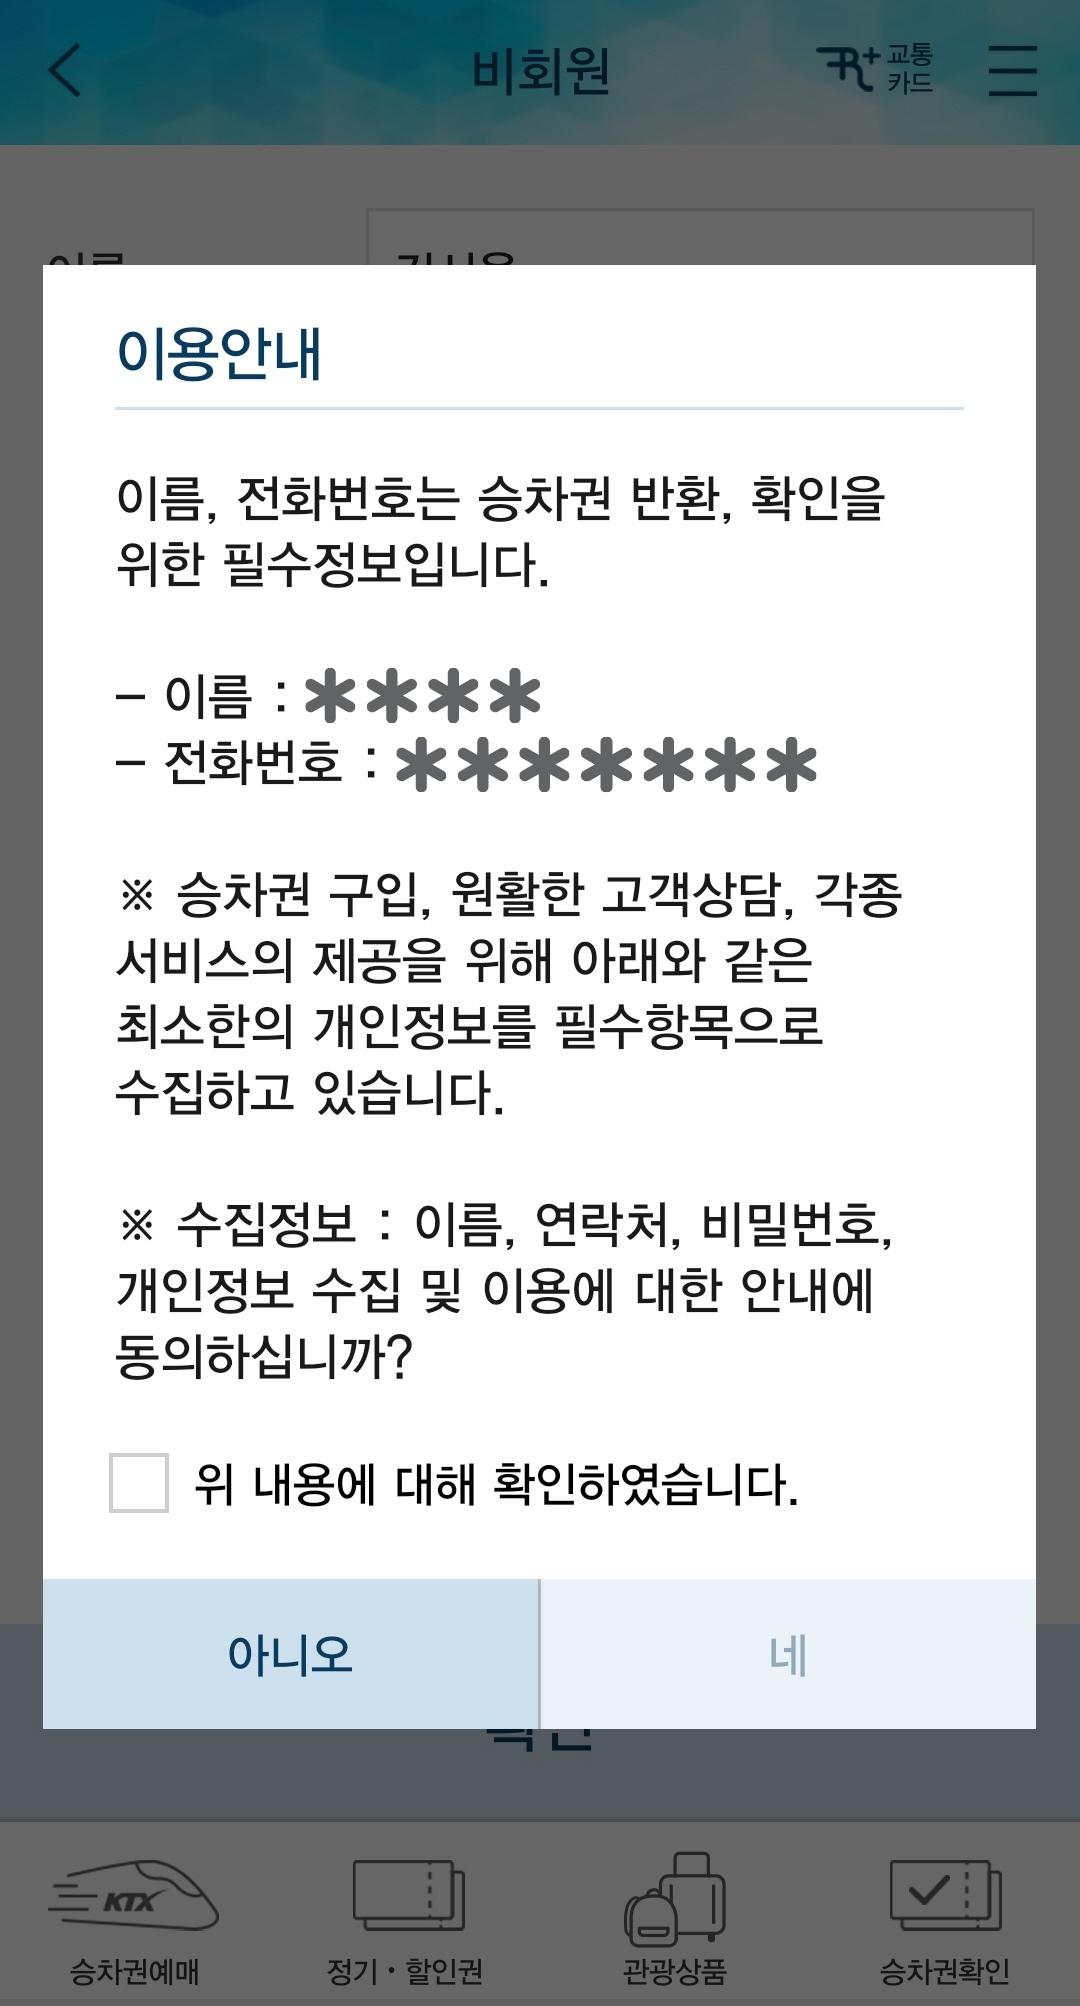 비회원
R+ 교통
카드
이용안내
이름, 전화번호는 승차권 반환, 확인을
위한 필수정보입니다.
– 이름 : ****
– 전화번호 : *******
※ 승차권 구입, 원활한 고객상담, 각종
서비스의 제공을 위해 아래와 같은
최소한의 개인정보를 필수항목으로
수집하고 있습니다.
※ 수집정보 : 이름, 연락처, 비밀번호,
개인정보 수집 및 이용에 대한 안내에
동의하십니까?
위 내용에 대해 확인하였습니다.
아니오
네
KTX
승차권예매
정기·할인권
관광상품
승차권확인